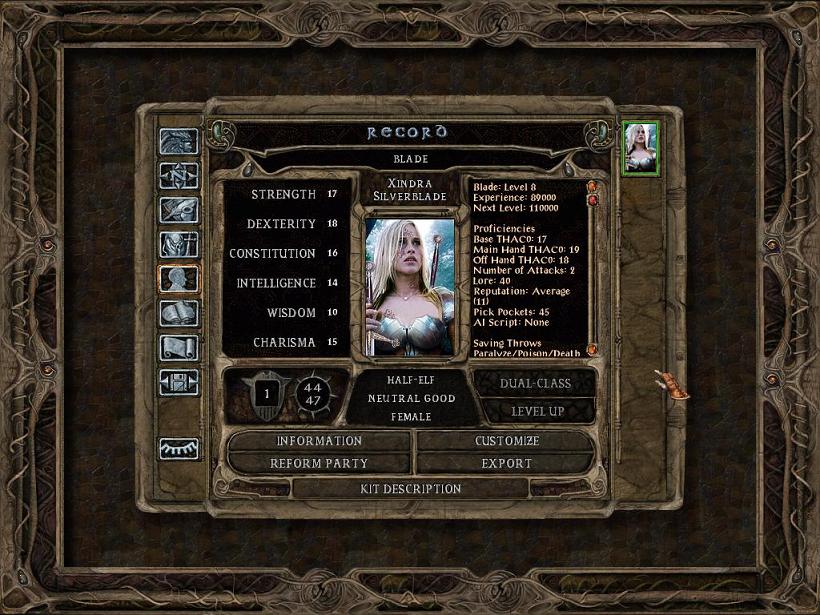 RECORD
BLADE
XINDRA
SILVERBLADE
STRENGTH 17
DEXTERITY 18
CONSTITUTION 16
INTELLIGENCE 14
WISDOM 10
CHARISMA 15
Blade: Level 8
Experience: 89000
Next Level: 110000
Proficiencies
Base THAC0: 17
Main Hand THAC0: 19
Off Hand THAC0: 18
Number of Attacks: 2
Lore: 40
Reputation: Average
(11)
Pick Pockets: 45
AI Script: None
Saving Throws
Paralyze/Poison/Death
1
44
47
HALF-ELF
NEUTRAL GOOD
FEMALE
DUAL-CLASS
LEVEL UP
INFORMATION
CUSTOMIZE
REFORM PARTY
EXPORT
KIT DESCRIPTION